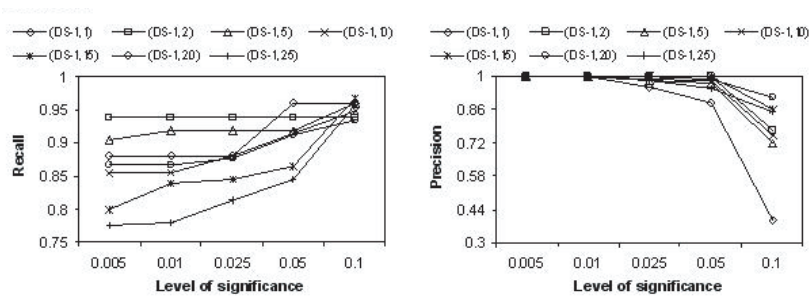 (DS-1,1) (DS-1,2) (DS-1,5) (DS-1,10)
(DS-1,15) (DS-1,20) (DS-1,25)
1
0.95
0.9
0.85
0.8
0.75
Recall
0.005 0.01 0.025 0.05 0.1
Level of significance
(DS-1,1) (DS-1,2) (DS-1,5) (DS-1,10)
(DS-1,15) (DS-1,20) (DS-1,25)
1
0.86
0.72
0.58
0.44
0.3
Precision
0.005 0.01 0.025 0.05 0.1
Level of significance